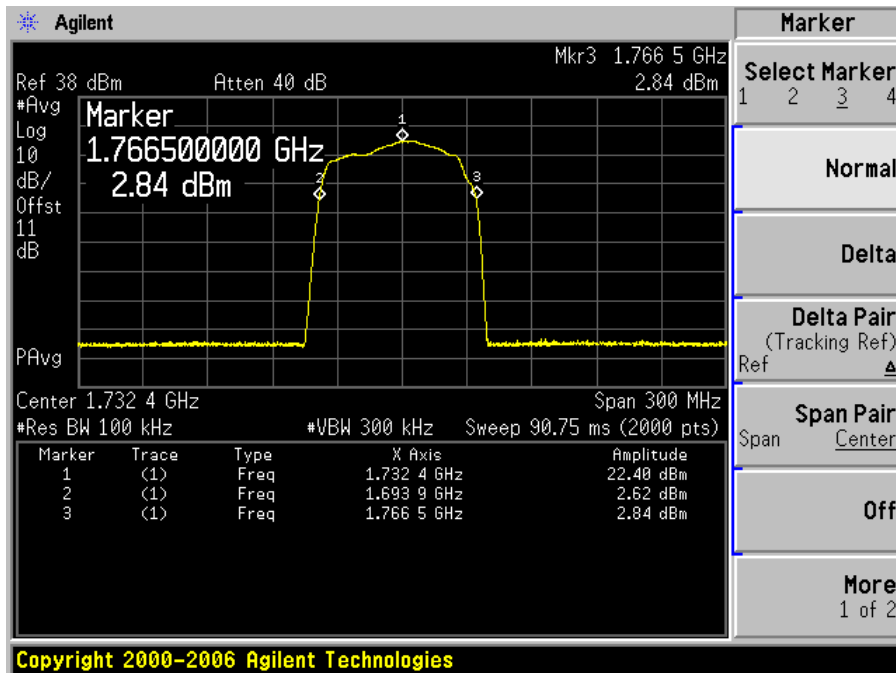 Agilent
Marker
Mkr3 1.766 5 GHz
Ref 38 dBm Atten 40 dB 2.84 dBm
#Avg
Log
10
dB/
Offst
11
dB
PAvg
Marker
1.766500000 GHz
2.84 dBm
1
2
3
Center 1.732 4 GHz Span 300 MHz
#Res BW 100 kHz #VBW 300 kHz Sweep 90.75 ms (2000 pts)
Marker Trace Type X Axis Amplitude
1 (1) Freq 1.732 4 GHz 22.40 dBm
2 (1) Freq 1.693 9 GHz 2.62 dBm
3 (1) Freq 1.766 5 GHz 2.84 dBm
Select Marker
1 2 3 4
Normal
Delta
Delta Pair
(Tracking Ref)
Ref Δ
Span Pair
Span Center
Off
More
1 of 2
Copyright 2000-2006 Agilent Technologies